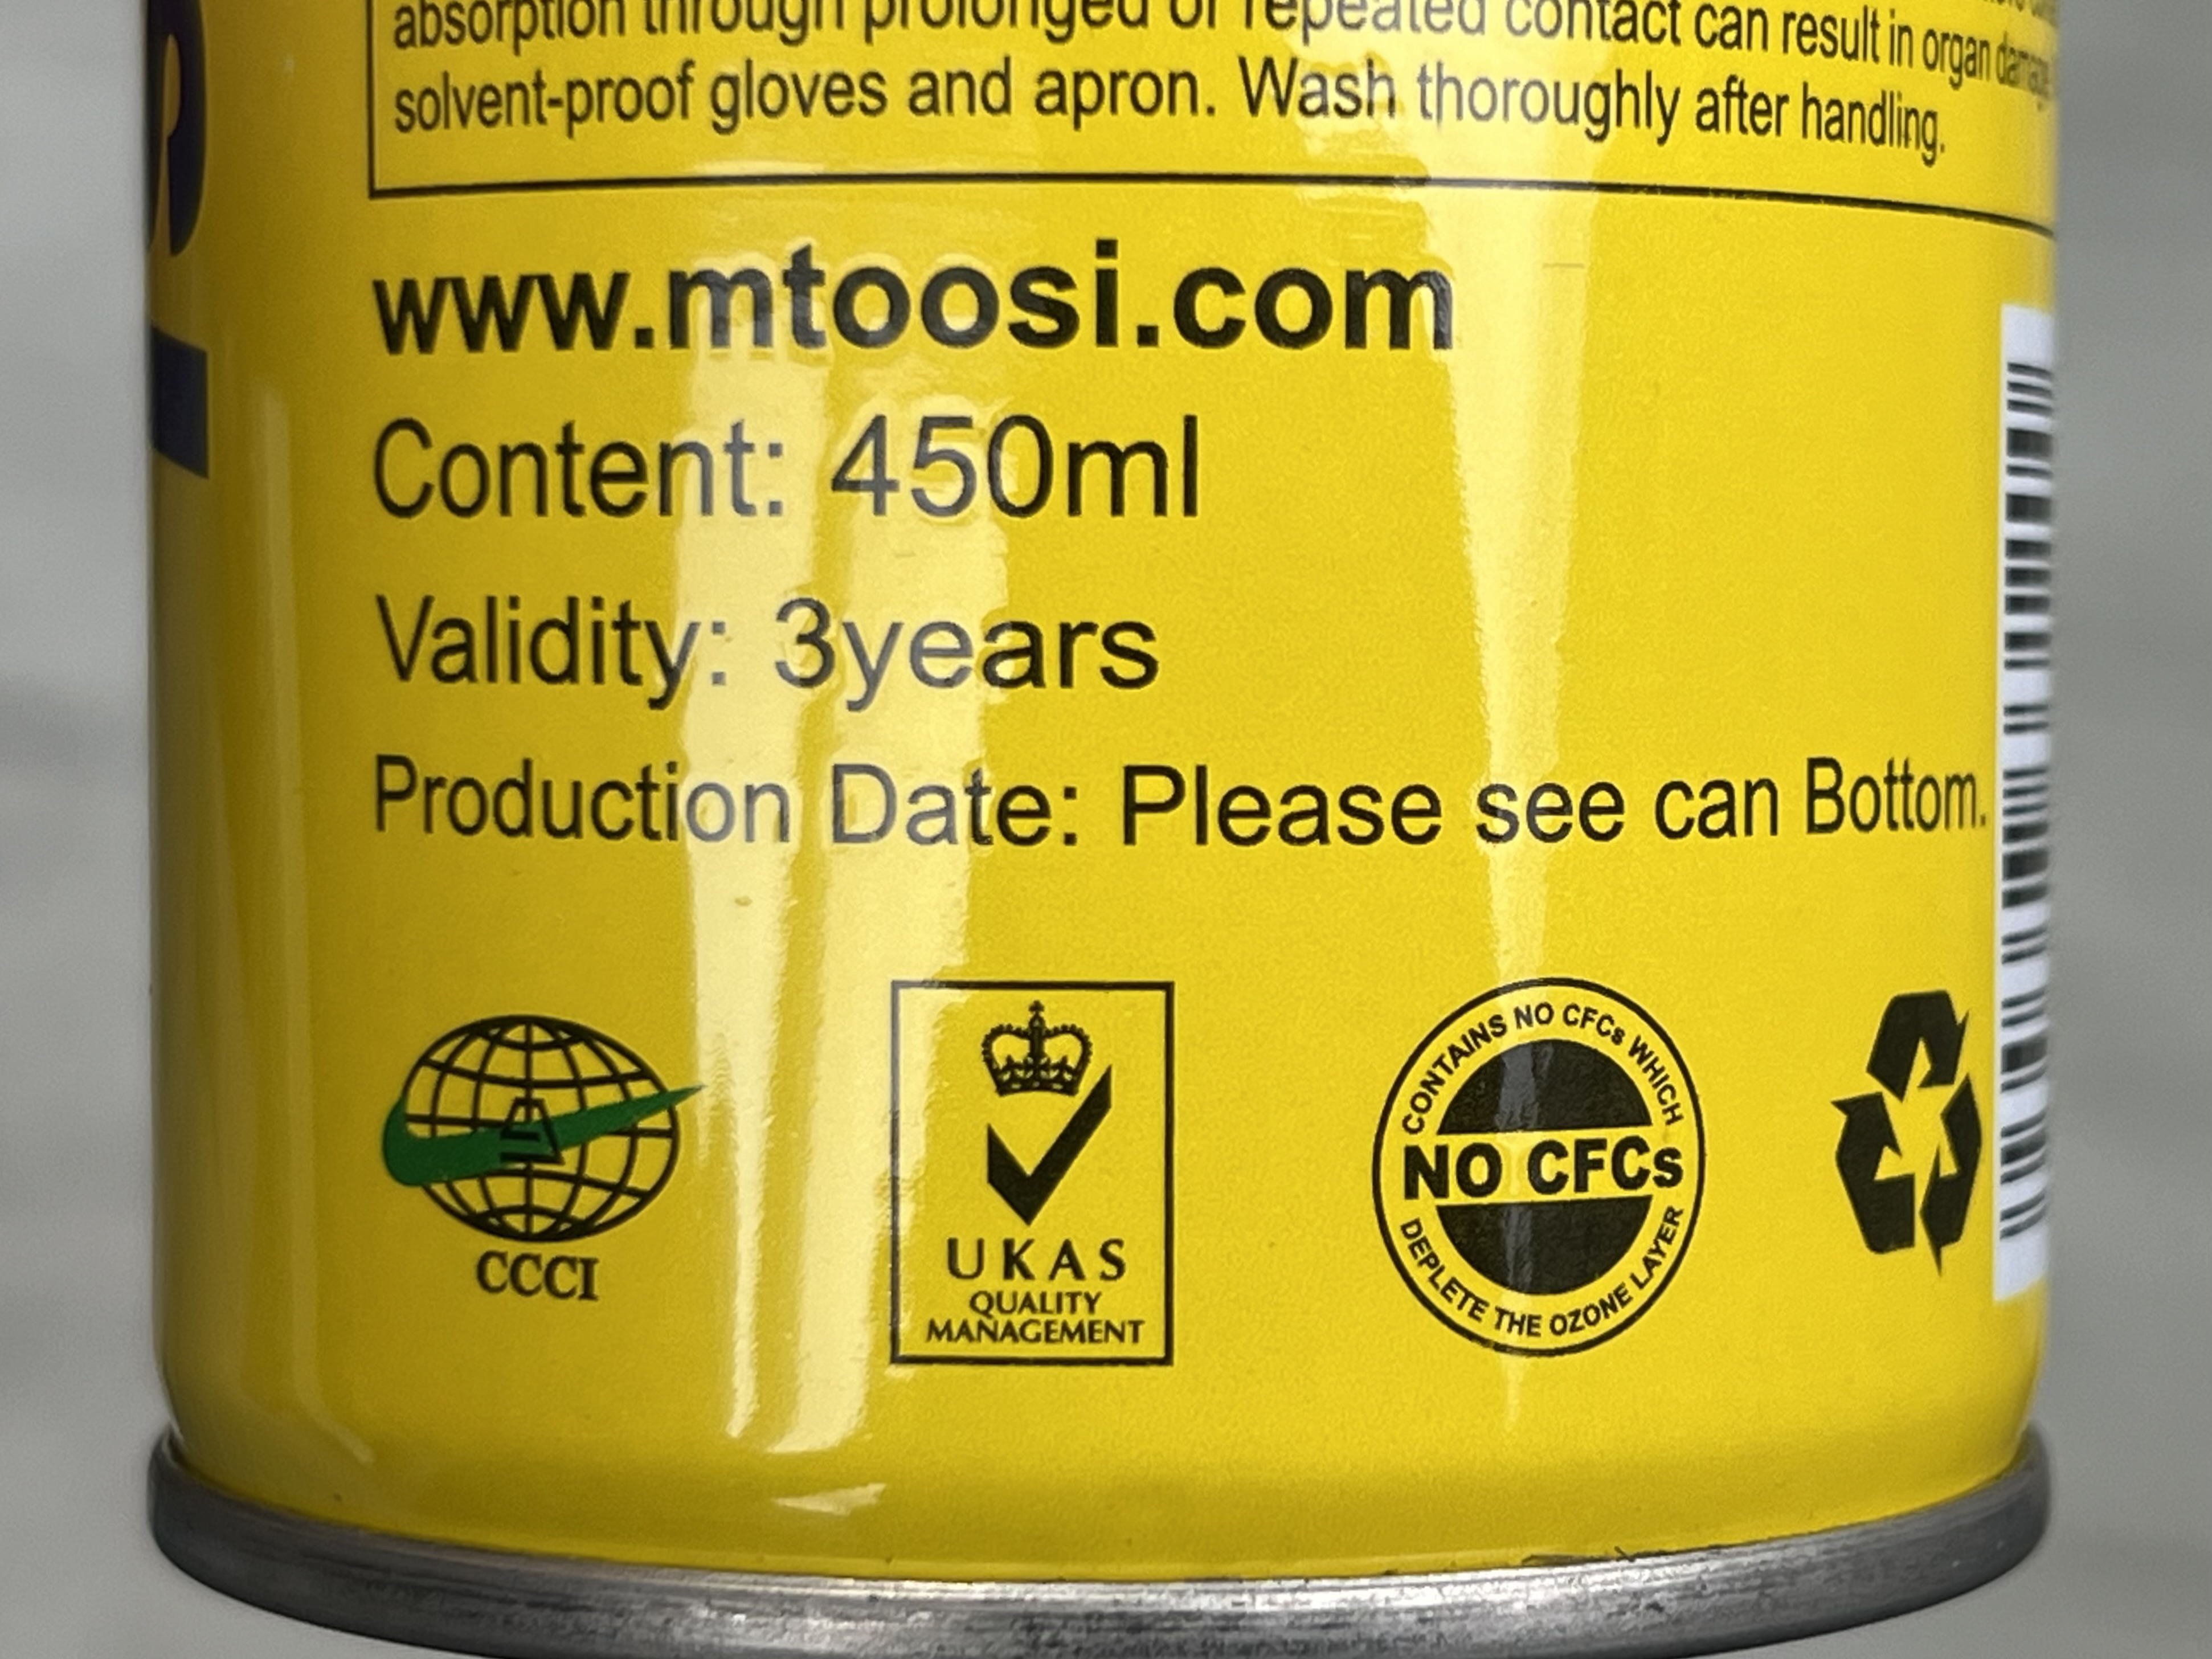 absorption through prolonged or repeated contact can result in organ damage
solvent-proof gloves and apron. Wash thoroughly after handling.
www.mtoosi.com
Content: 450ml
Validity: 3years
Production Date: Please see can Bottom.
A
CCCI
UKAS
QUALITY
MANAGEMENT
CONTAINS NO CFCs WHICH
NO CFCs
DEPLETE THE OZONE LAYER